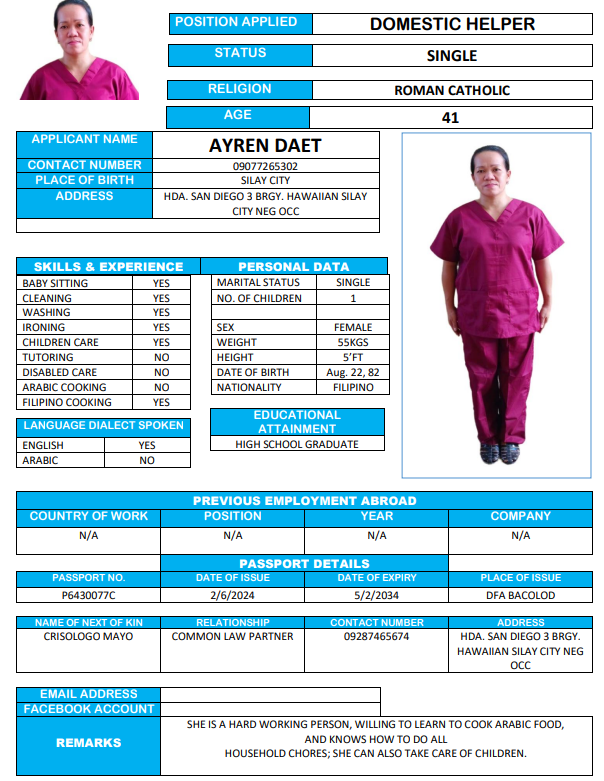 POSITION APPLIED DOMESTIC HELPER
STATUS SINGLE
RELIGION ROMAN CATHOLIC
AGE 41
APPLICANT NAME AYREN DAET
CONTACT NUMBER 09077265302
PLACE OF BIRTH SILAY CITY
ADDRESS HDA. SAN DIEGO 3 BRGY. HAWAIIAN SILAY
CITY NEG OCC
SKILLS & EXPERIENCE
BABY SITTING YES
CLEANING YES
WASHING YES
IRONING YES
CHILDREN CARE YES
TUTORING NO
DISABLED CARE NO
ARABIC COOKING NO
FILIPINO COOKING YES
LANGUAGE DIALECT SPOKEN
ENGLISH YES
ARABIC NO
PERSONAL DATA
MARITAL STATUS SINGLE
NO. OF CHILDREN 1
SEX FEMALE
WEIGHT 55KGS
HEIGHT 5’FT
DATE OF BIRTH Aug. 22, 82
NATIONALITY FILIPINO
EDUCATIONAL
ATTAINMENT
HIGH SCHOOL GRADUATE
PREVIOUS EMPLOYMENT ABROAD
COUNTRY OF WORK POSITION YEAR COMPANY
N/A N/A N/A N/A
PASSPORT DETAILS
PASSPORT NO. DATE OF ISSUE DATE OF EXPIRY PLACE OF ISSUE
P6430077C 2/6/2024 5/2/2034 DFA BACOLOD
NAME OF NEXT OF KIN RELATIONSHIP CONTACT NUMBER ADDRESS
CRISOLOGO MAYO COMMON LAW PARTNER 09287465674 HDA. SAN DIEGO 3 BRGY.
HAWAIIAN SILAY CITY NEG
OCC
EMAIL ADDRESS
FACEBOOK ACCOUNT
REMARKS
SHE IS A HARD WORKING PERSON, WILLING TO LEARN TO COOK ARABIC FOOD,
AND KNOWS HOW TO DO ALL
HOUSEHOLD CHORES; SHE CAN ALSO TAKE CARE OF CHILDREN.